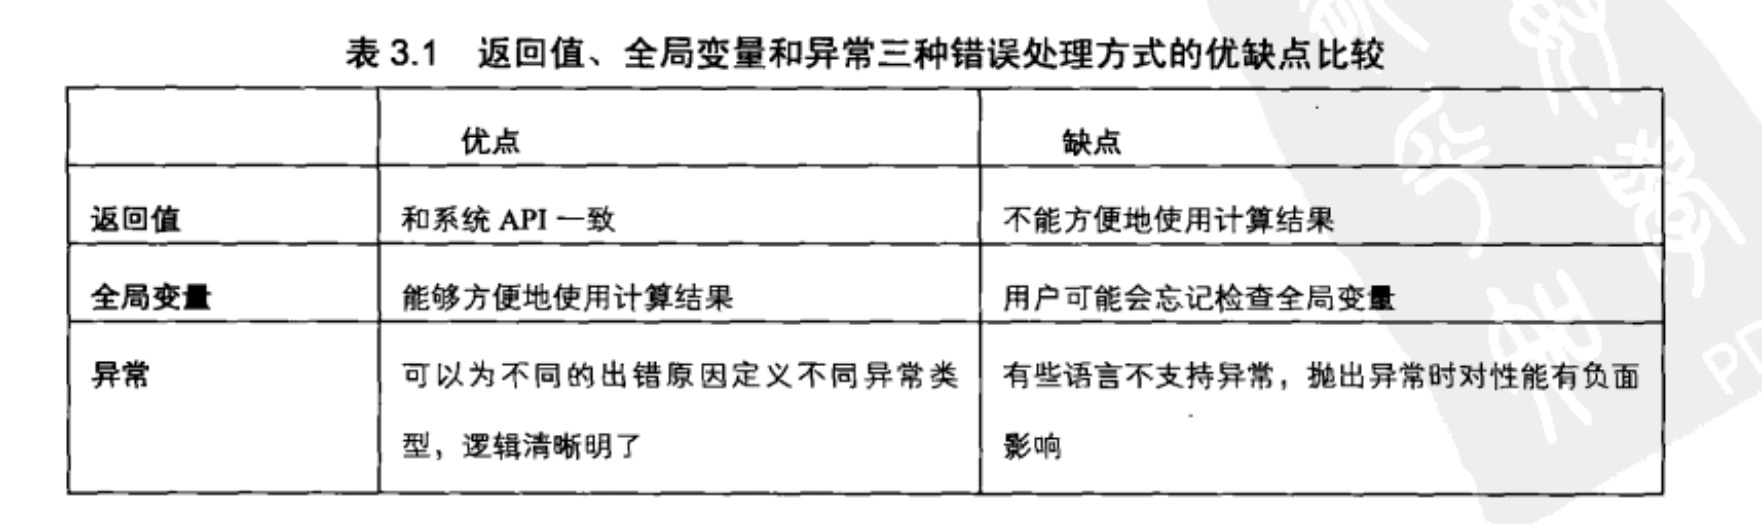 表 3.1 返回值、全局变量和异常三种错误处理方式的优缺点比较
优点 缺点
返回值 和系统 API 一致 不能方便地使用计算结果
全局变量 能够方便地使用计算结果 用户可能会忘记检查全局变量
异常 可以为不同的出错原因定义不同异常类 有些语言不支持异常，抛出异常时对性能有负面
型，逻辑清晰明了 影响